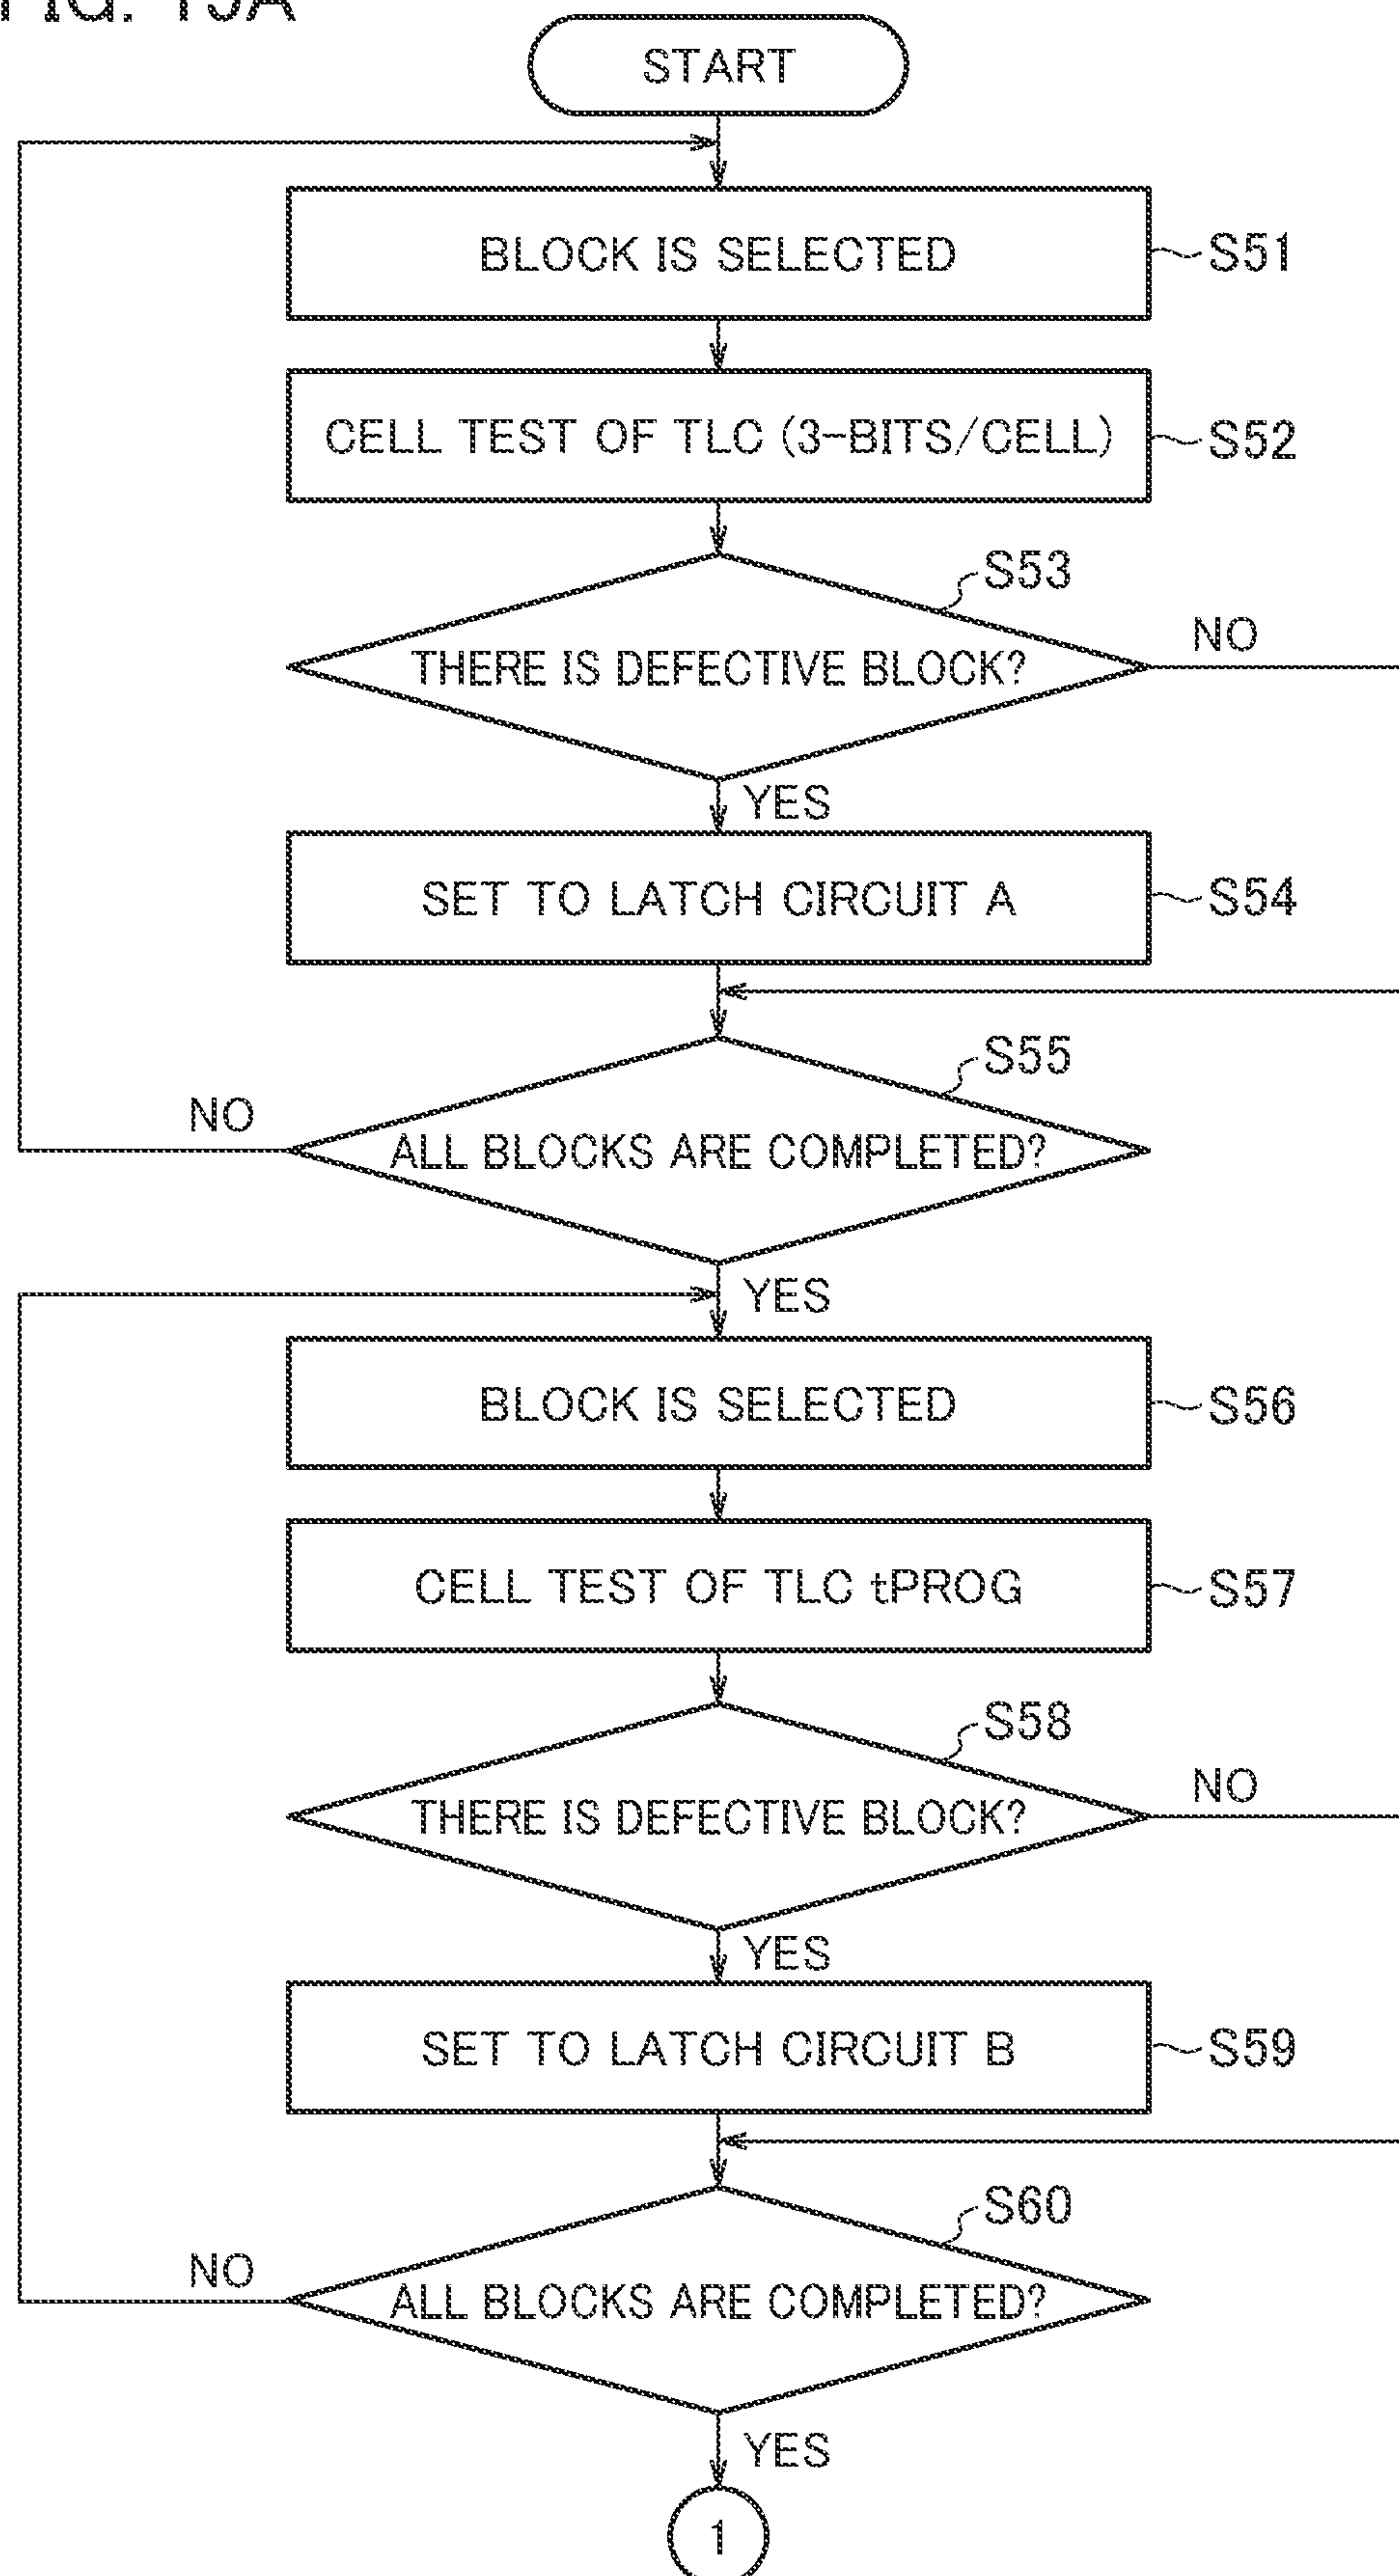 START
BLOCK IS SELECTED
S51
CELL TEST OF TLC (3-BITS/CELL)
S52
S53
THERE IS DEFECTIVE BLOCK?
NO
YES
SET TO LATCH CIRCUIT A
S54
S55
NO
ALL BLOCKS ARE COMPLETED?
YES
BLOCK IS SELECTED
S56
CELL TEST OF TLC tPROG
S57
S58
THERE IS DEFECTIVE BLOCK?
NO
YES
SET TO LATCH CIRCUIT B
S59
S60
NO
ALL BLOCKS ARE COMPLETED?
YES
1